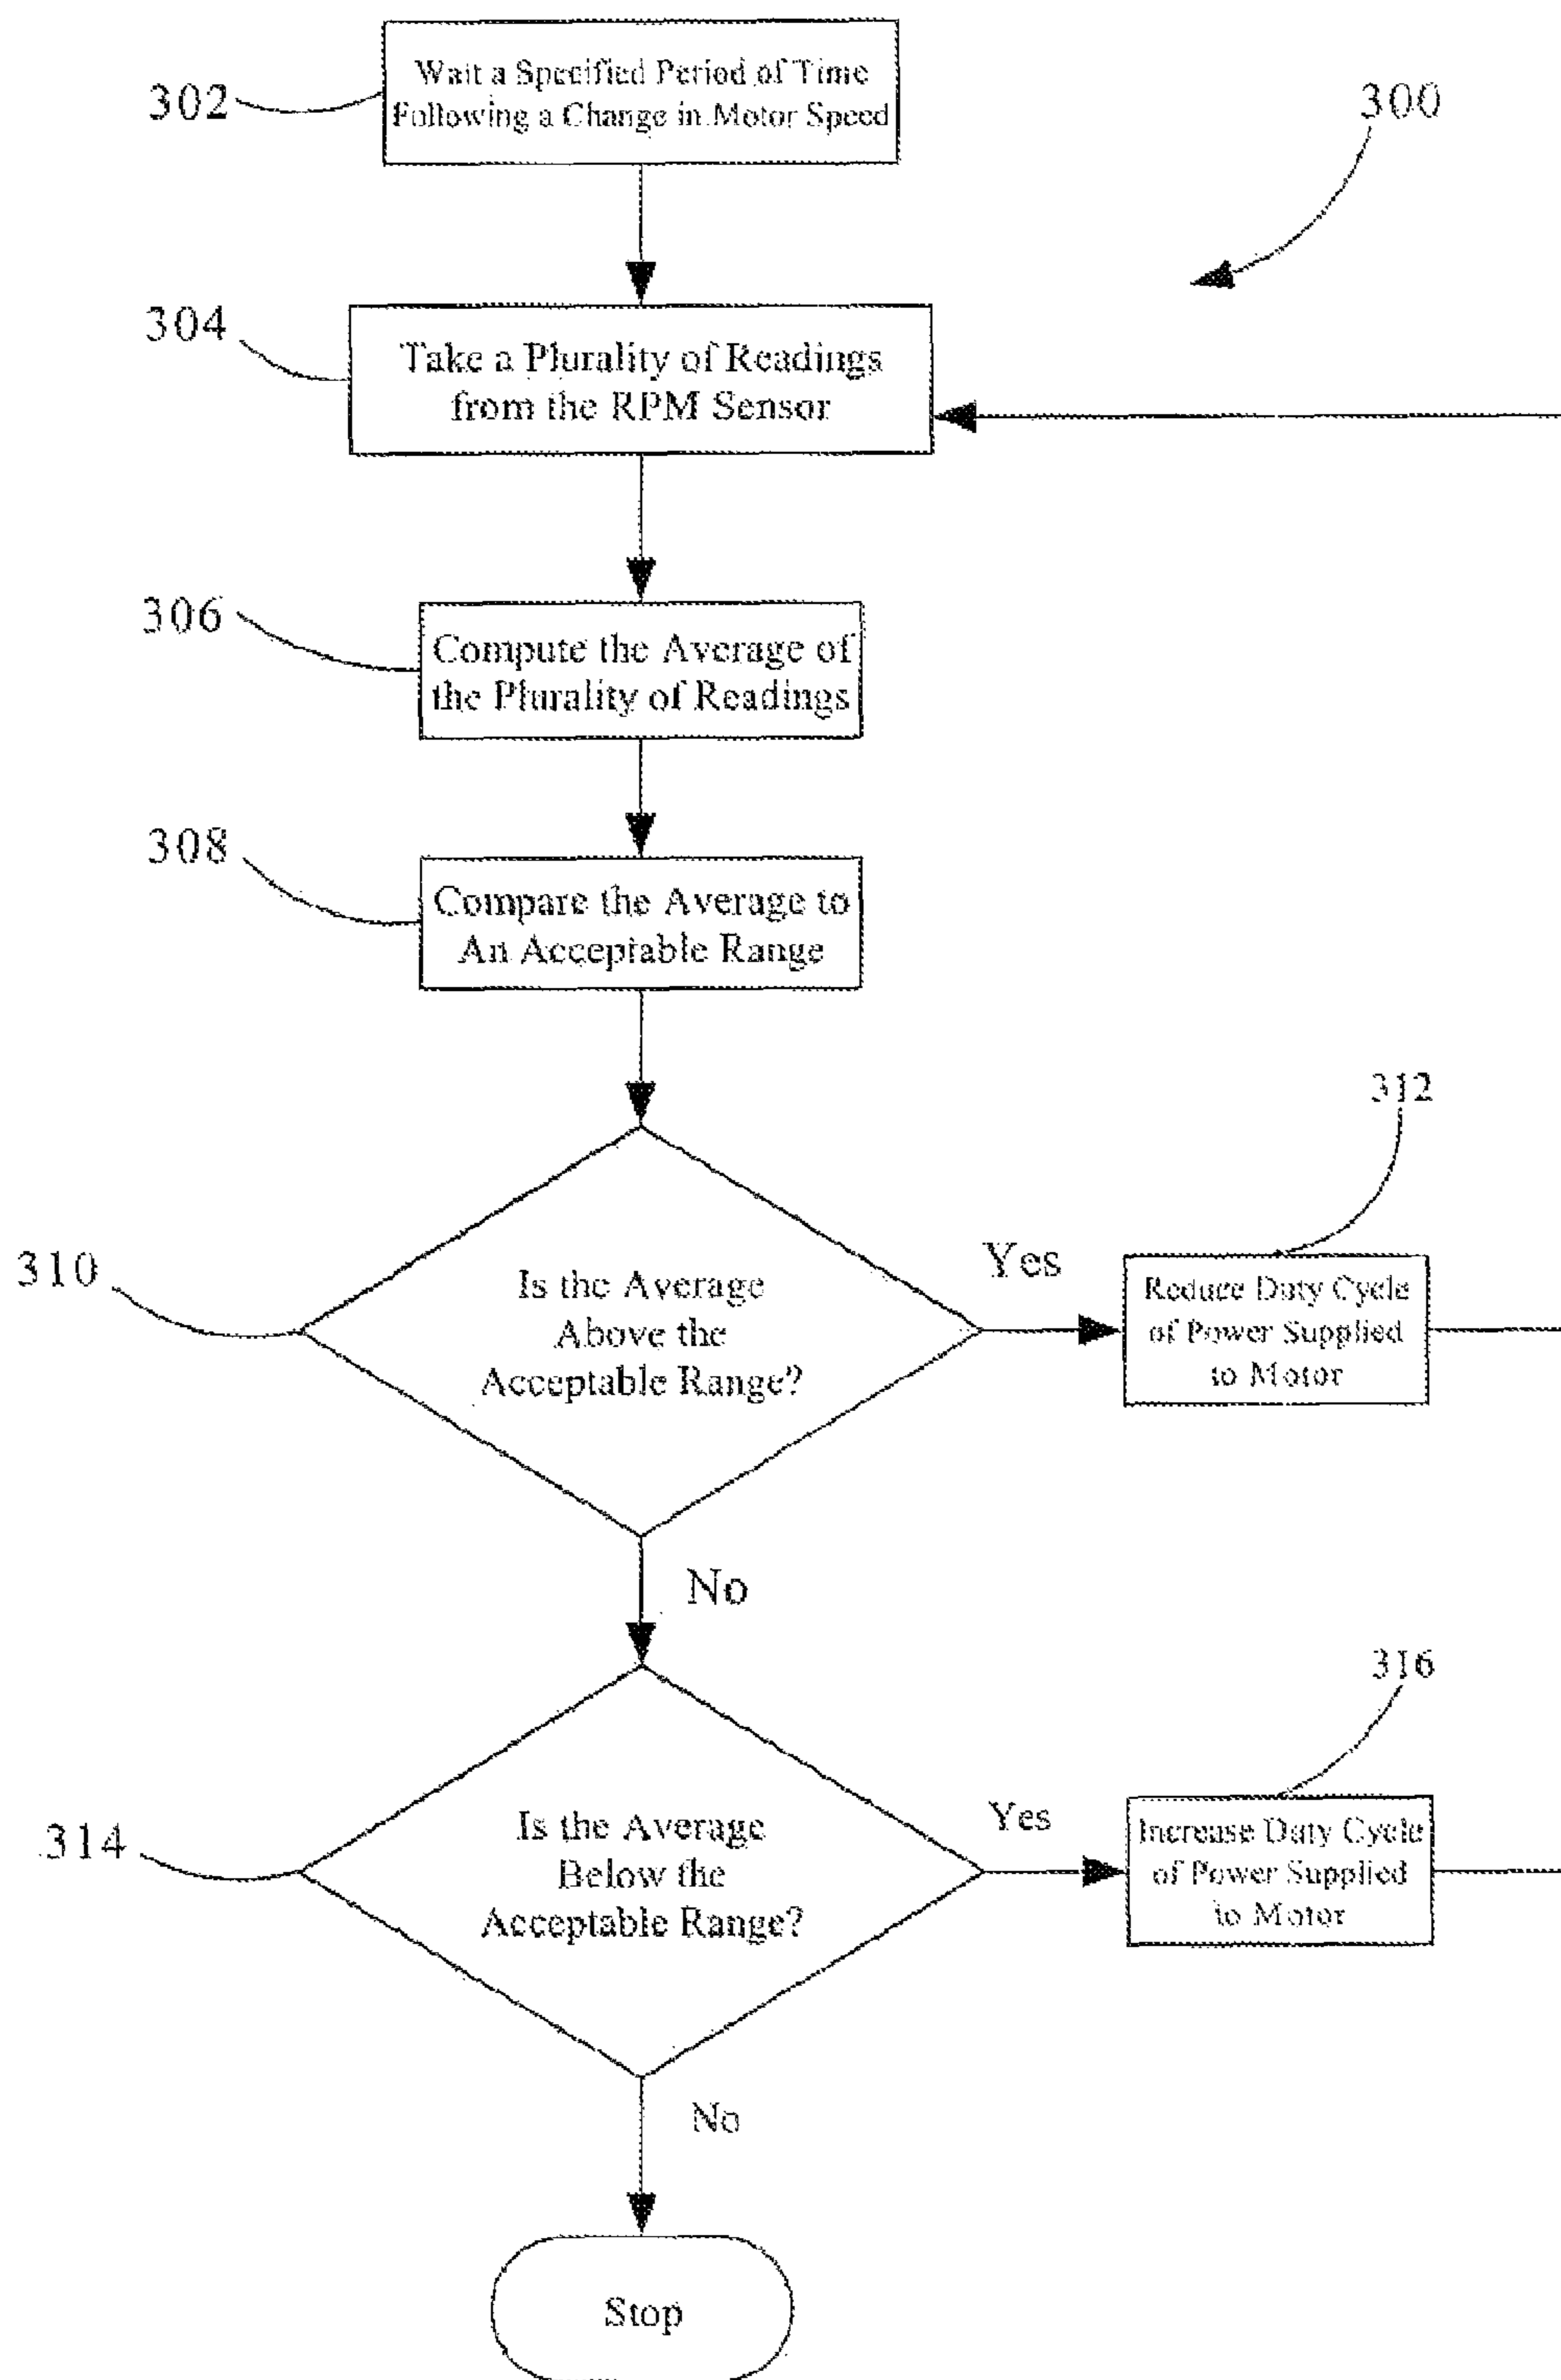 302
Wait a Specified Period of Time
Following a Change in Motor Speed
300
304
Take a Plurality of Readings
from the RPM Sensor
306
Compute the Average of
the Plurality of Readings
308
Compare the Average to
An Acceptable Range
310
Is the Average
Above the
Acceptable Range?
Yes
312
Reduce Duty Cycle
of Power Supplied
to Motor
No
314
Is the Average
Below the
Acceptable Range?
Yes
316
Increase Duty Cycle
of Power Supplied
to Motor
No
Stop